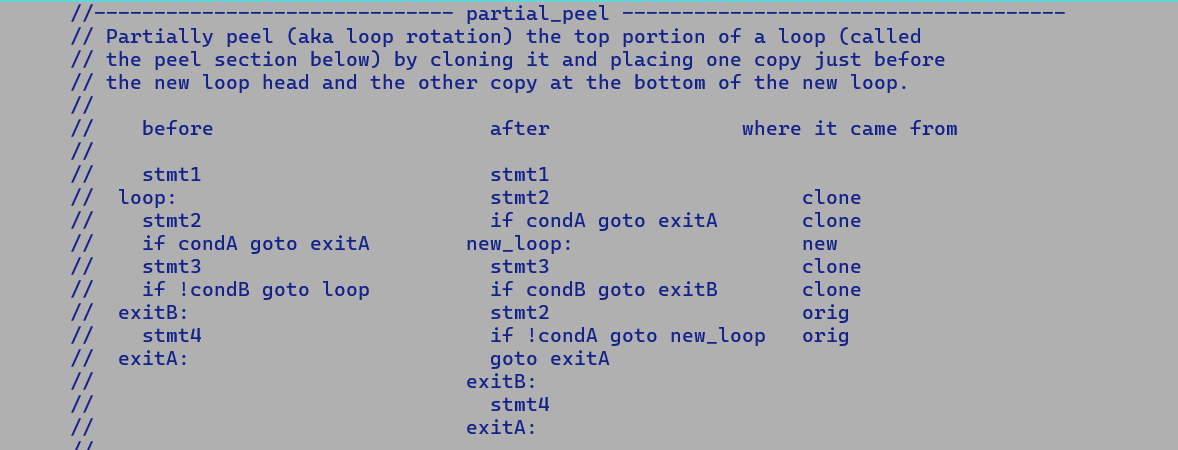 //------------------------------ partial_peel -------------------------------------
// Partially peel (aka loop rotation) the top portion of a loop (called
// the peel section below) by cloning it and placing one copy just before
// the new loop head and the other copy at the bottom of the new loop.
//
//    before                       after                where it came from
//
//    stmt1                        stmt1
//  loop:                          stmt2                     clone
//    stmt2                        if condA goto exitA       clone
//    if condA goto exitA        new_loop:                   new
//    stmt3                        stmt3                     clone
//    if !condB goto loop          if condB goto exitB       clone
//  exitB:                         stmt2                     orig
//    stmt4                        if !condA goto new_loop   orig
//  exitA:                         goto exitA
//                             exitB:
//                               stmt4
//                             exitA:
//